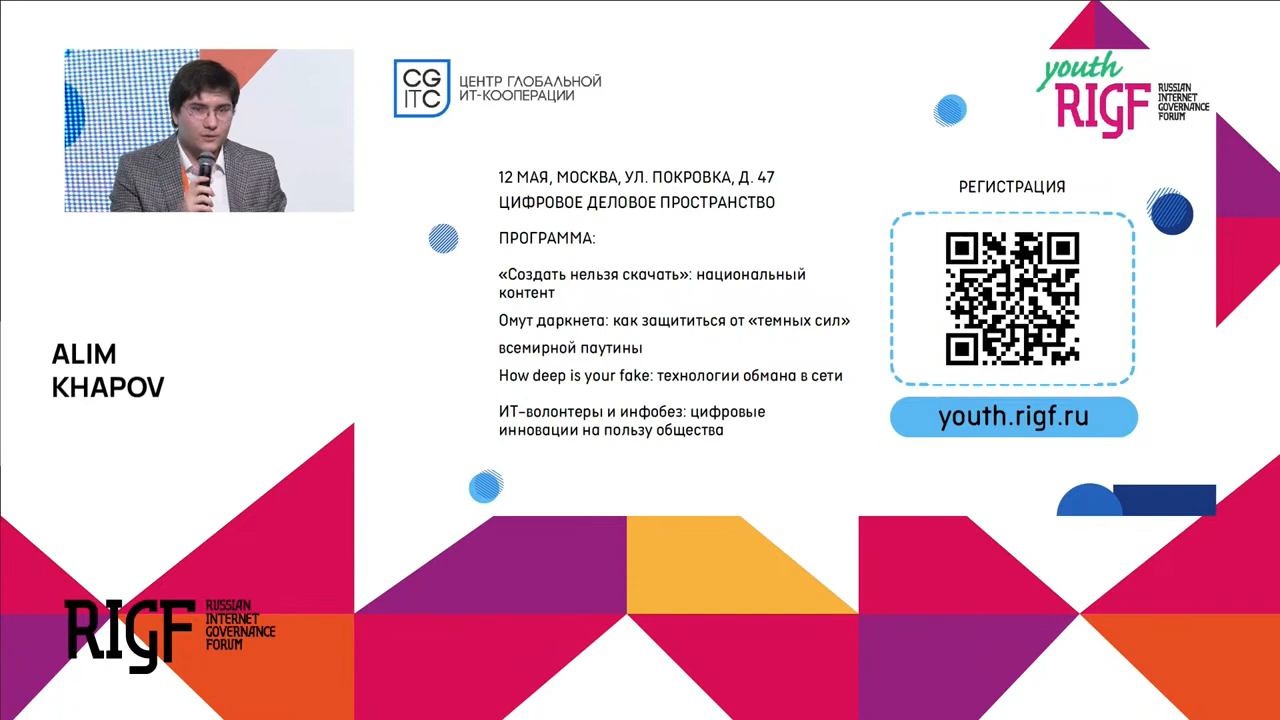 CG
ITC
ЦЕНТР ГЛОБАЛЬНОЙ
ИТ-КООПЕРАЦИИ
youth
RIGF
RUSSIAN
INTERNET
GOVERNANCE
FORUM
12 МАЯ, МОСКВА, УЛ. ПОКРОВКА, Д. 47
ЦИФРОВОЕ ДЕЛОВОЕ ПРОСТРАНСТВО
ПРОГРАММА:
«Создать нельзя скачать»: национальный
контент
Омут даркнета: как защититься от «темных сил»
всемирной паутины
How deep is your fake: технологии обмана в сети
ИТ-волонтеры и инфобез: цифровые
инновации на пользу общества
РЕГИСТРАЦИЯ
youth.rigf.ru
ALIM
KHAPOV
RIGF
RUSSIAN
INTERNET
GOVERNANCE
FORUM